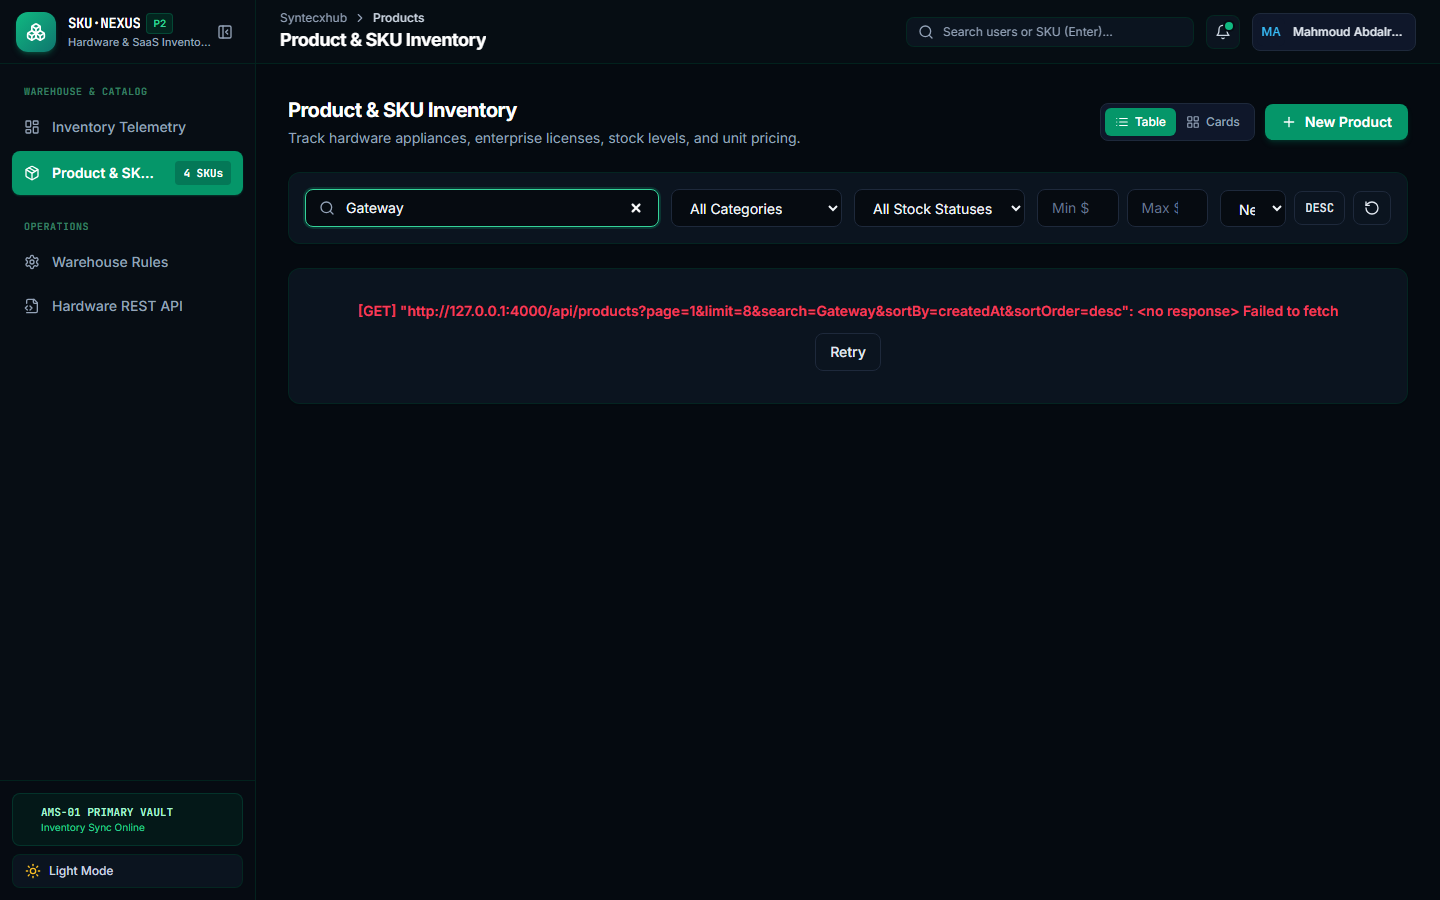 SKU·NEXUS P2
Hardware & SaaS Invento...
WAREHOUSE & CATALOG
Inventory Telemetry
Product & SK... 4 SKUs
OPERATIONS
Warehouse Rules
Hardware REST API
AMS-01 PRIMARY VAULT
Inventory Sync Online
Light Mode
Syntecxhub > Products
Product & SKU Inventory
Search users or SKU (Enter)...
MA Mahmoud Abdalr...
Product & SKU Inventory
Track hardware appliances, enterprise licenses, stock levels, and unit pricing.
Table Cards
New Product
Gateway
All Categories
All Stock Statuses
Min $
Max $
Ne
DESC
[GET] "http://127.0.0.1:4000/api/products?page=1&limit=8&search=Gateway&sortBy=createdAt&sortOrder=desc": <no response> Failed to fetch
Retry